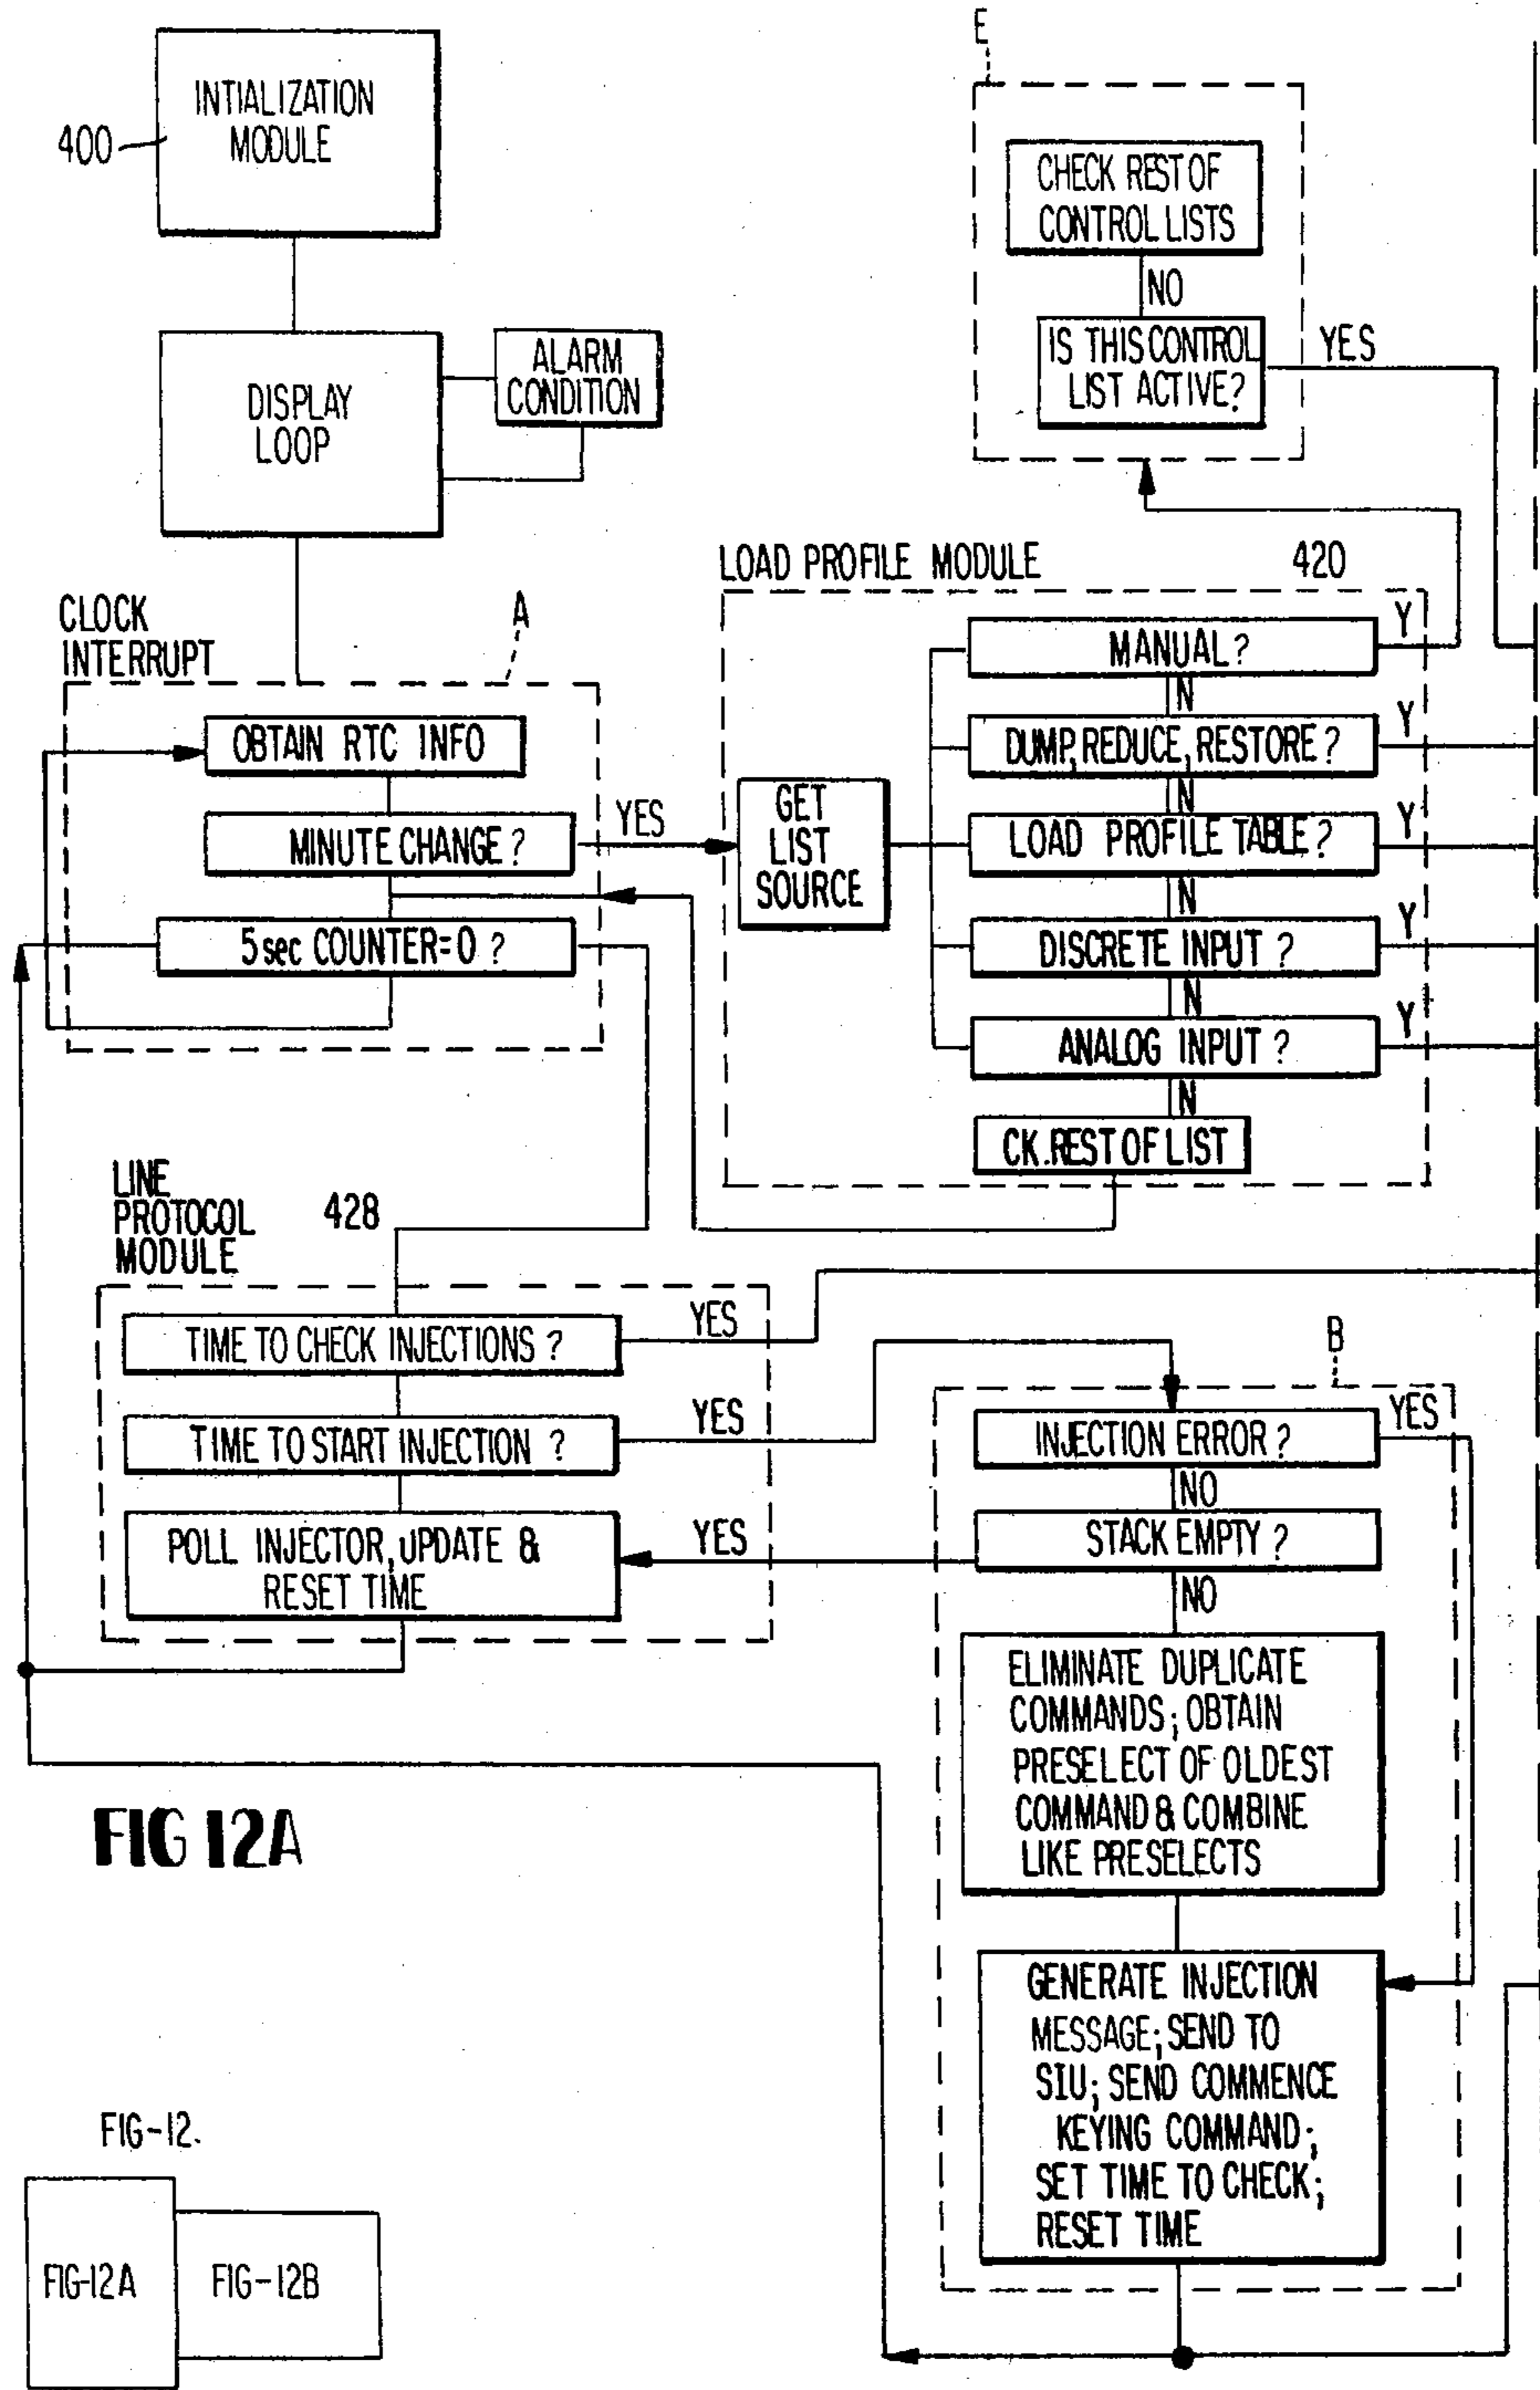 INTIALIZATION
MODULE
400
DISPLAY
LOOP
ALARM
CONDITION
E
CHECK REST OF
CONTROL LISTS
NO
IS THIS CONTROL
LIST ACTIVE?
YES
CLOCK
INTERRUPT
A
OBTAIN RTC INFO
MINUTE CHANGE?
YES
5sec COUNTER=0 ?
LOAD PROFILE MODULE
420
GET
LIST
SOURCE
MANUAL?
Y
N
DUMP, REDUCE, RESTORE?
Y
N
LOAD PROFILE TABLE?
Y
N
DISCRETE INPUT ?
Y
N
ANALOG INPUT ?
Y
N
CK. REST OF LIST
LINE
PROTOCOL
MODULE
428
TIME TO CHECK INJECTIONS ?
YES
TIME TO START INJECTION ?
YES
POLL INJECTOR, UPDATE &
RESET TIME
YES
B
INJECTION ERROR ?
YES
NO
STACK EMPTY ?
NO
ELIMINATE DUPLICATE
COMMANDS; OBTAIN
PRESELECT OF OLDEST
COMMAND & COMBINE
LIKE PRESELECTS
GENERATE INJECTION
MESSAGE; SEND TO
SIU; SEND COMMENCE
KEYING COMMAND;
SET TIME TO CHECK;
RESET TIME
FIG 12A
FIG-12.
FIG-12A
FIG-12B